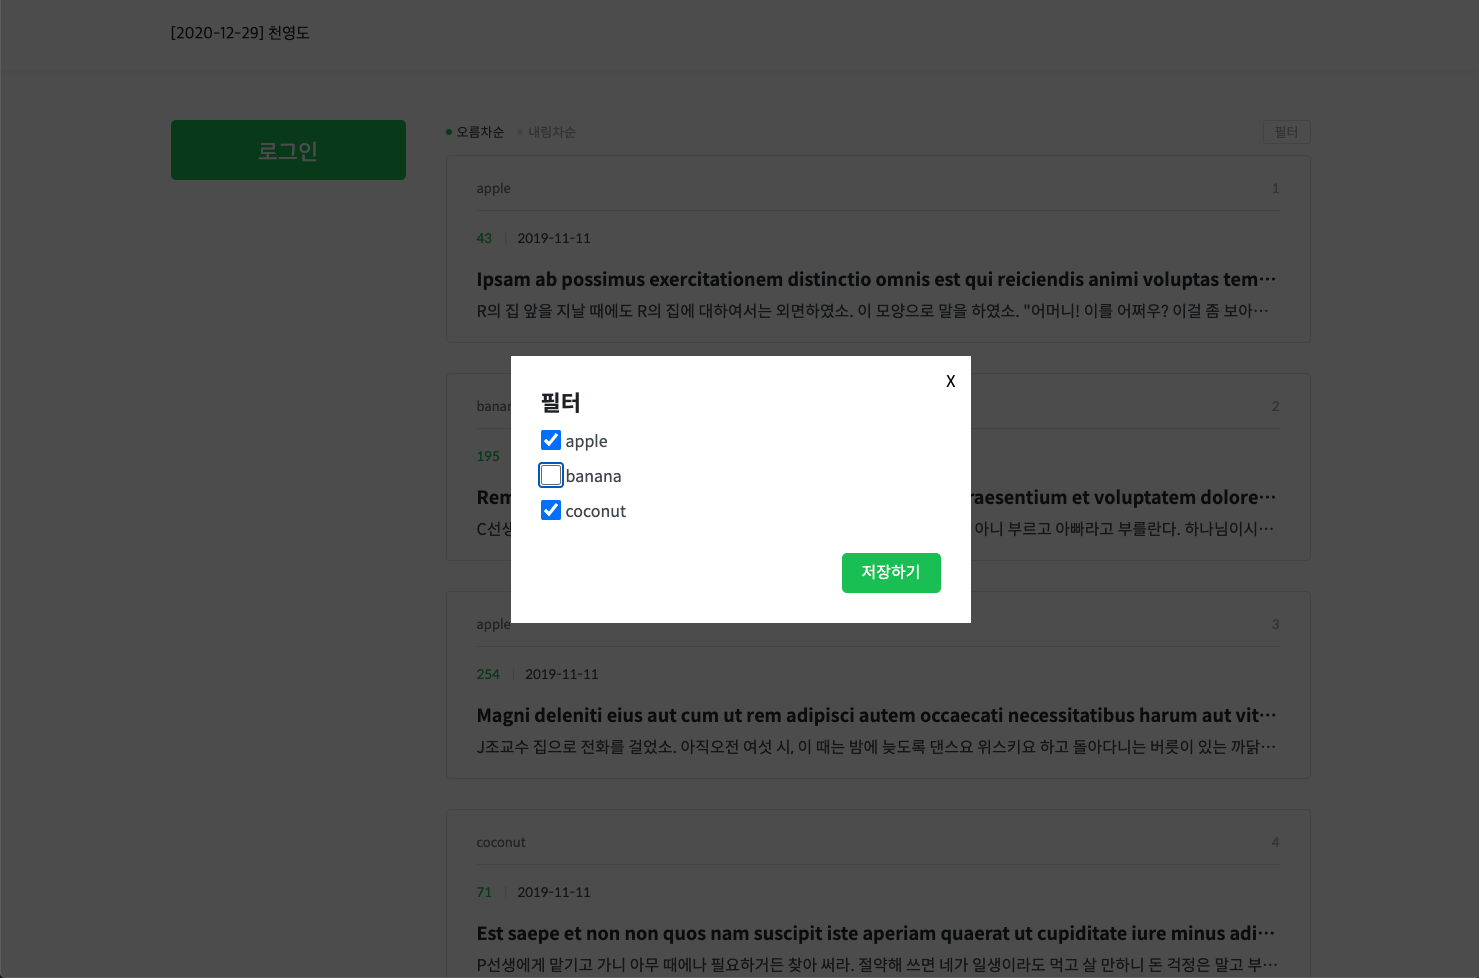 [2020-12-29] 천영도
로그인
오름차순 내림차순 필터
apple 1
43 2019-11-11
Ipsam ab possimus exercitationem distinctio omnis est qui reiciendis animi voluptas tem…
R의 집 앞을 지날 때에도 R의 집에 대하여서는 외면하였소. 이 모양으로 말을 하였소. "어머니! 이를 어쩌우? 이걸 좀 보아…
X
필터
apple
banana
coconut
저장하기
2
195
raesentium et voluptatem dolore…
아니 부르고 아빠라고 부를란다. 하나님이시…
apple 3
254 2019-11-11
Magni deleniti eius aut cum ut rem adipisci autem occaecati necessitatibus harum aut vit…
J조교수 집으로 전화를 걸었소. 아직오전 여섯 시, 이 때는 밤에 늦도록 댄스요 위스키요 하고 돌아다니는 버릇이 있는 까닭…
coconut 4
71 2019-11-11
Est saepe et non non quos nam suscipit iste aperiam quaerat ut cupiditate iure minus adi…
P선생에게 맡기고 가니 아무 때에나 필요하거든 찾아 써라. 절약해 쓰면 네가 일생이라도 먹고 살 만하니 돈 걱정은 말고 부…